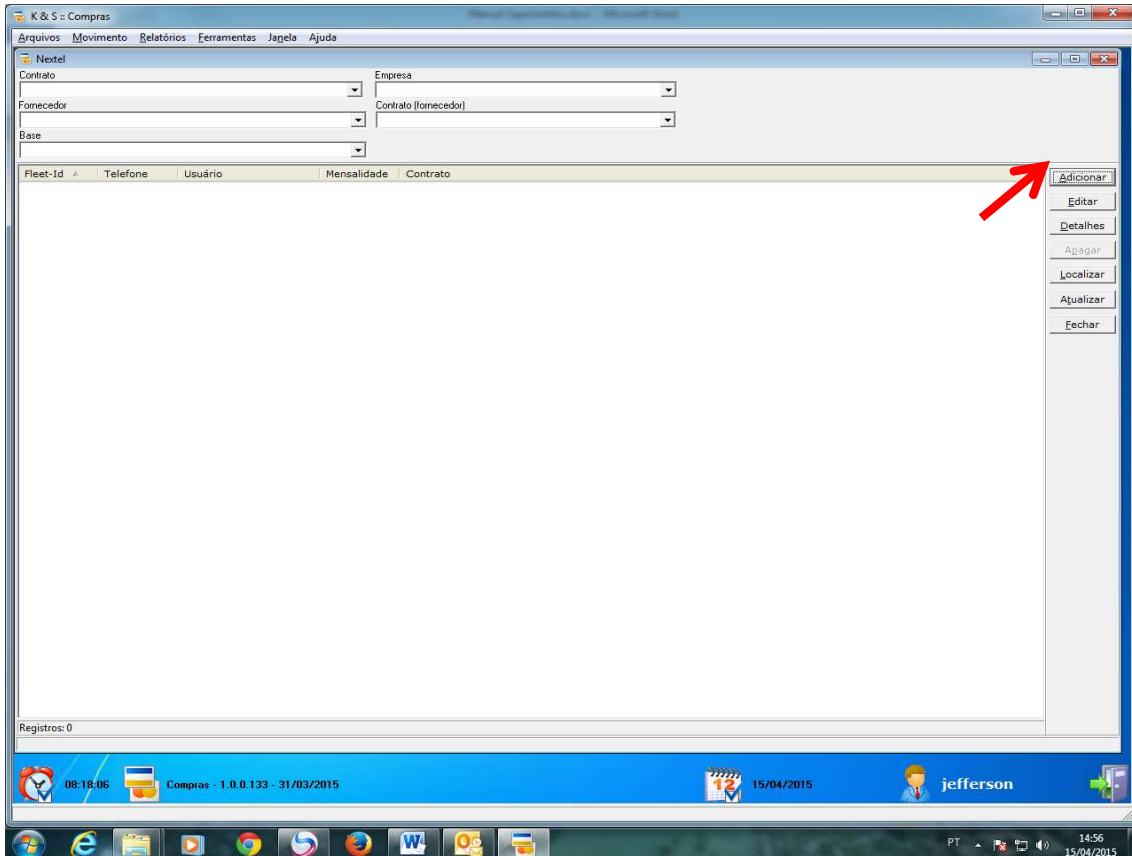 K & S :: Compras
Arquivos Movimento Relatórios Ferramentas Janela Ajuda
Nextel
Contrato Empresa
Fornecedor Contrato (fornecedor)
Base
Fleet-Id Telefone Usuário Mensalidade Contrato
Adicionar
Editar
Detalhes
Apagar
Localizar
Atualizar
Fechar
Registros: 0
08:18:06 Compras - 1.0.0.133 - 31/03/2015 12 15/04/2015 jefferson
PT 14:56
15/04/2015